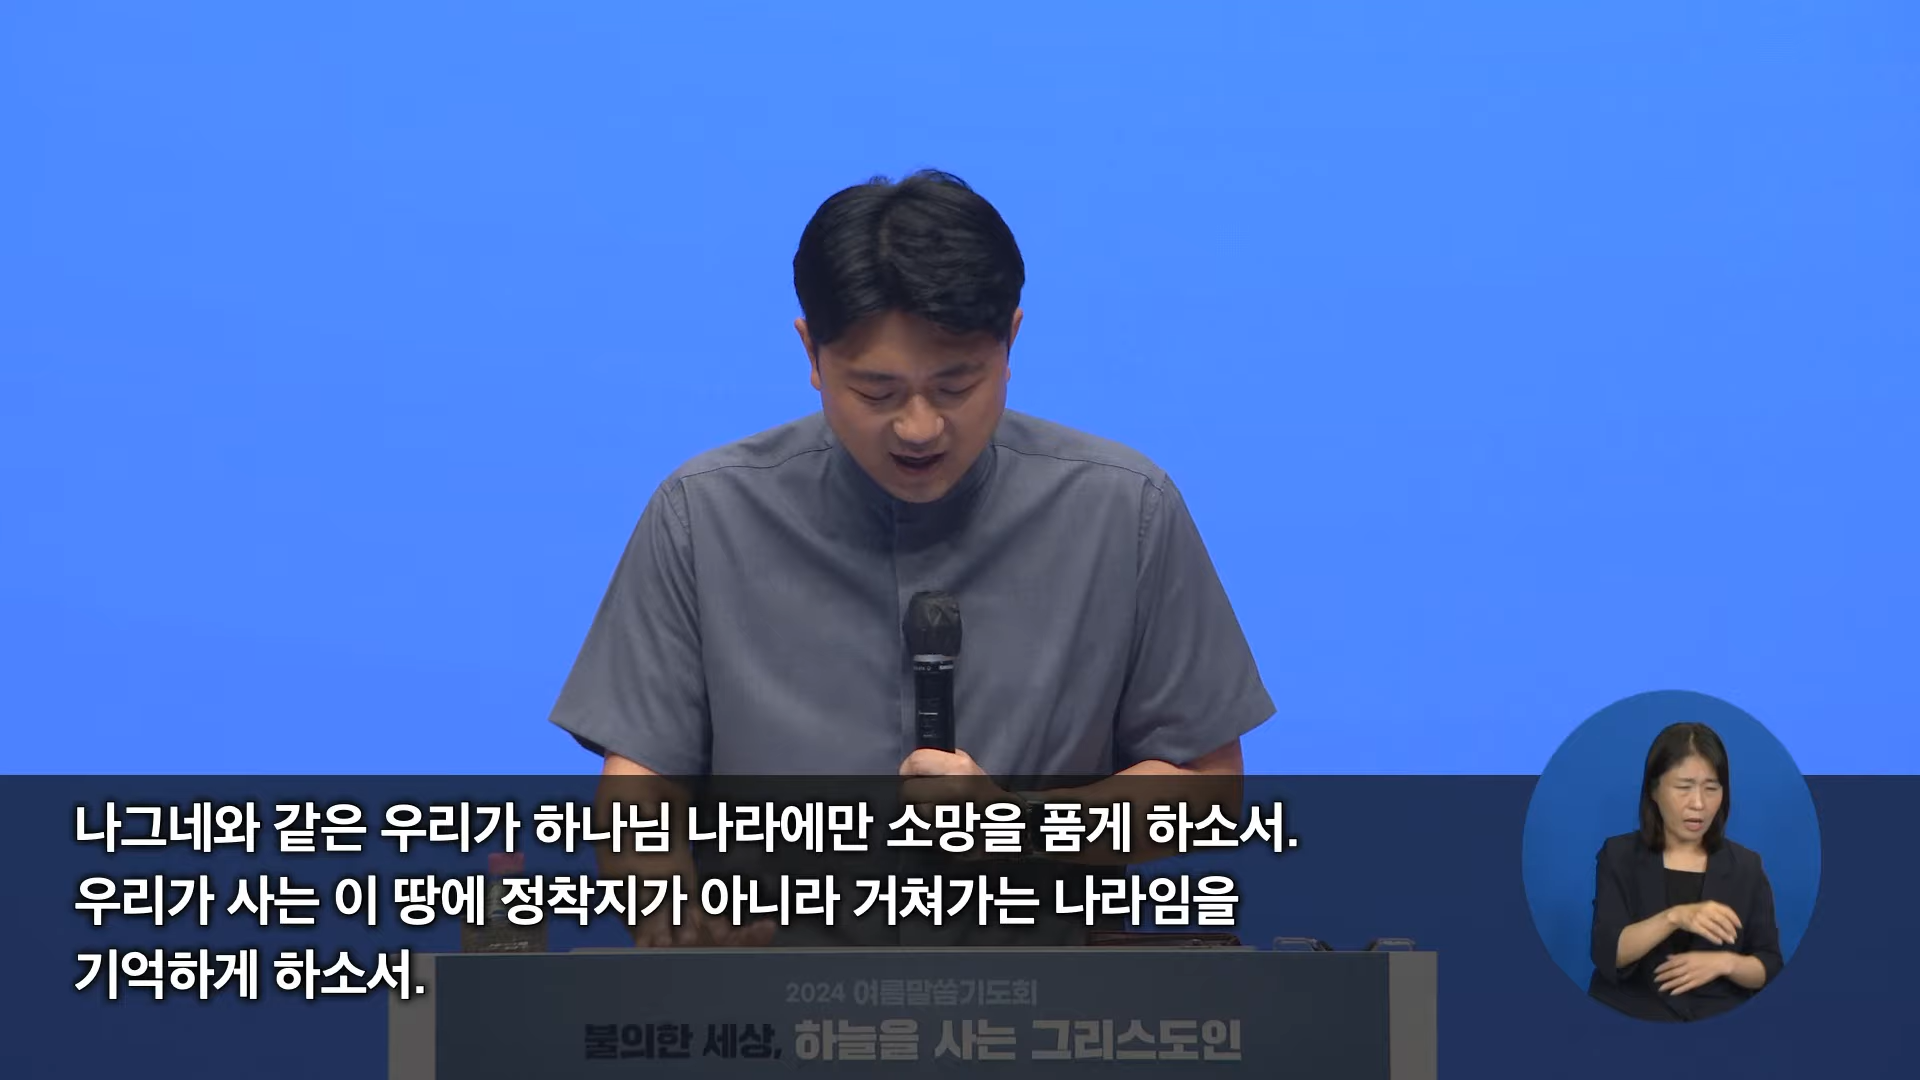 나그네와 같은 우리가 하나님 나라에만 소망을 품게 하소서.
우리가 사는 이 땅에 정착지가 아니라 거쳐가는 나라임을
기억하게 하소서.
2024 여름말씀기도회
불의한 세상, 하늘을 사는 그리스도인